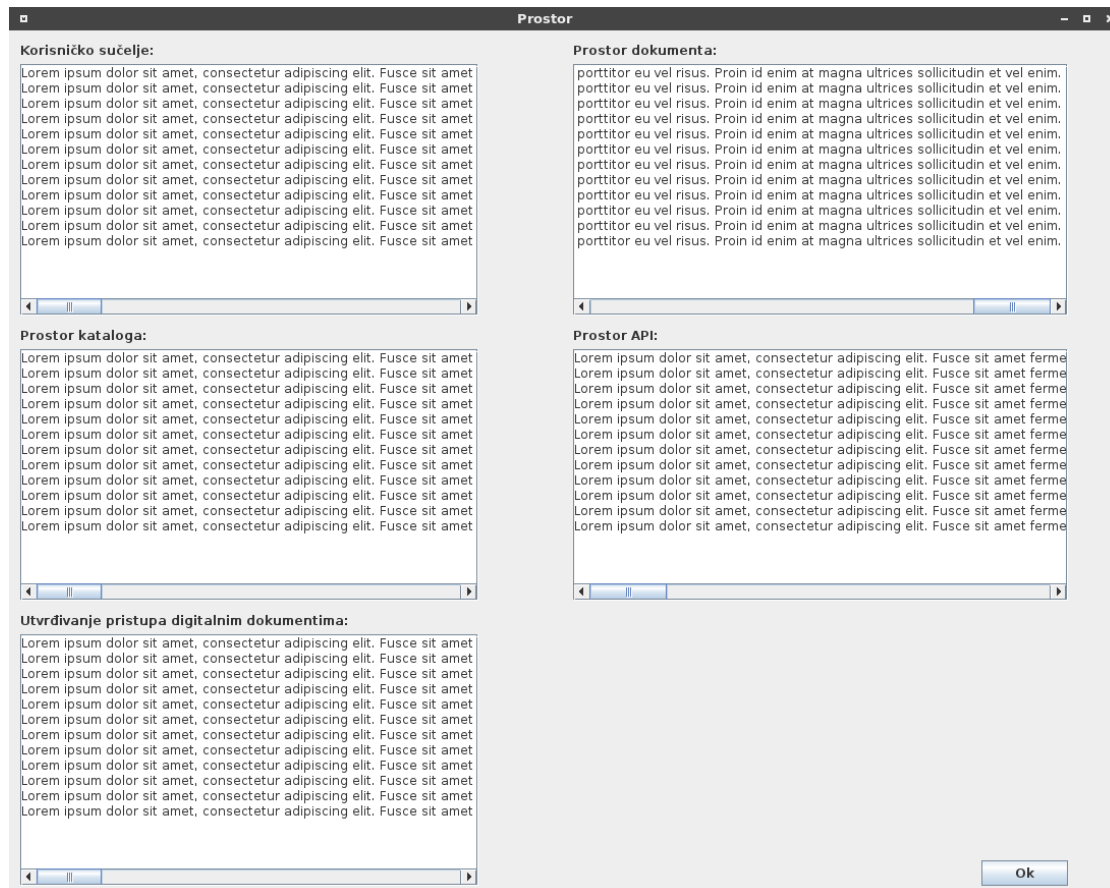 Prostor
Korisničko sučelje:
Lorem ipsum dolor sit amet, consectetur adipiscing elit. Fusce sit amet
Lorem ipsum dolor sit amet, consectetur adipiscing elit. Fusce sit amet
Lorem ipsum dolor sit amet, consectetur adipiscing elit. Fusce sit amet
Lorem ipsum dolor sit amet, consectetur adipiscing elit. Fusce sit amet
Lorem ipsum dolor sit amet, consectetur adipiscing elit. Fusce sit amet
Lorem ipsum dolor sit amet, consectetur adipiscing elit. Fusce sit amet
Lorem ipsum dolor sit amet, consectetur adipiscing elit. Fusce sit amet
Lorem ipsum dolor sit amet, consectetur adipiscing elit. Fusce sit amet
Lorem ipsum dolor sit amet, consectetur adipiscing elit. Fusce sit amet
Lorem ipsum dolor sit amet, consectetur adipiscing elit. Fusce sit amet
Lorem ipsum dolor sit amet, consectetur adipiscing elit. Fusce sit amet
Lorem ipsum dolor sit amet, consectetur adipiscing elit. Fusce sit amet
Prostor dokumenta:
porttitor eu vel risus. Proin id enim at magna ultrices sollicitudin et vel enim.
porttitor eu vel risus. Proin id enim at magna ultrices sollicitudin et vel enim.
porttitor eu vel risus. Proin id enim at magna ultrices sollicitudin et vel enim.
porttitor eu vel risus. Proin id enim at magna ultrices sollicitudin et vel enim.
porttitor eu vel risus. Proin id enim at magna ultrices sollicitudin et vel enim.
porttitor eu vel risus. Proin id enim at magna ultrices sollicitudin et vel enim.
porttitor eu vel risus. Proin id enim at magna ultrices sollicitudin et vel enim.
porttitor eu vel risus. Proin id enim at magna ultrices sollicitudin et vel enim.
porttitor eu vel risus. Proin id enim at magna ultrices sollicitudin et vel enim.
porttitor eu vel risus. Proin id enim at magna ultrices sollicitudin et vel enim.
porttitor eu vel risus. Proin id enim at magna ultrices sollicitudin et vel enim.
porttitor eu vel risus. Proin id enim at magna ultrices sollicitudin et vel enim.
Prostor kataloga:
Lorem ipsum dolor sit amet, consectetur adipiscing elit. Fusce sit amet
Lorem ipsum dolor sit amet, consectetur adipiscing elit. Fusce sit amet
Lorem ipsum dolor sit amet, consectetur adipiscing elit. Fusce sit amet
Lorem ipsum dolor sit amet, consectetur adipiscing elit. Fusce sit amet
Lorem ipsum dolor sit amet, consectetur adipiscing elit. Fusce sit amet
Lorem ipsum dolor sit amet, consectetur adipiscing elit. Fusce sit amet
Lorem ipsum dolor sit amet, consectetur adipiscing elit. Fusce sit amet
Lorem ipsum dolor sit amet, consectetur adipiscing elit. Fusce sit amet
Lorem ipsum dolor sit amet, consectetur adipiscing elit. Fusce sit amet
Lorem ipsum dolor sit amet, consectetur adipiscing elit. Fusce sit amet
Lorem ipsum dolor sit amet, consectetur adipiscing elit. Fusce sit amet
Lorem ipsum dolor sit amet, consectetur adipiscing elit. Fusce sit amet
Prostor API:
Lorem ipsum dolor sit amet, consectetur adipiscing elit. Fusce sit amet ferme
Lorem ipsum dolor sit amet, consectetur adipiscing elit. Fusce sit amet ferme
Lorem ipsum dolor sit amet, consectetur adipiscing elit. Fusce sit amet ferme
Lorem ipsum dolor sit amet, consectetur adipiscing elit. Fusce sit amet ferme
Lorem ipsum dolor sit amet, consectetur adipiscing elit. Fusce sit amet ferme
Lorem ipsum dolor sit amet, consectetur adipiscing elit. Fusce sit amet ferme
Lorem ipsum dolor sit amet, consectetur adipiscing elit. Fusce sit amet ferme
Lorem ipsum dolor sit amet, consectetur adipiscing elit. Fusce sit amet ferme
Lorem ipsum dolor sit amet, consectetur adipiscing elit. Fusce sit amet ferme
Lorem ipsum dolor sit amet, consectetur adipiscing elit. Fusce sit amet ferme
Lorem ipsum dolor sit amet, consectetur adipiscing elit. Fusce sit amet ferme
Lorem ipsum dolor sit amet, consectetur adipiscing elit. Fusce sit amet ferme
Utvrđivanje pristupa digitalnim dokumentima:
Lorem ipsum dolor sit amet, consectetur adipiscing elit. Fusce sit amet
Lorem ipsum dolor sit amet, consectetur adipiscing elit. Fusce sit amet
Lorem ipsum dolor sit amet, consectetur adipiscing elit. Fusce sit amet
Lorem ipsum dolor sit amet, consectetur adipiscing elit. Fusce sit amet
Lorem ipsum dolor sit amet, consectetur adipiscing elit. Fusce sit amet
Lorem ipsum dolor sit amet, consectetur adipiscing elit. Fusce sit amet
Lorem ipsum dolor sit amet, consectetur adipiscing elit. Fusce sit amet
Lorem ipsum dolor sit amet, consectetur adipiscing elit. Fusce sit amet
Lorem ipsum dolor sit amet, consectetur adipiscing elit. Fusce sit amet
Lorem ipsum dolor sit amet, consectetur adipiscing elit. Fusce sit amet
Lorem ipsum dolor sit amet, consectetur adipiscing elit. Fusce sit amet
Lorem ipsum dolor sit amet, consectetur adipiscing elit. Fusce sit amet
Ok